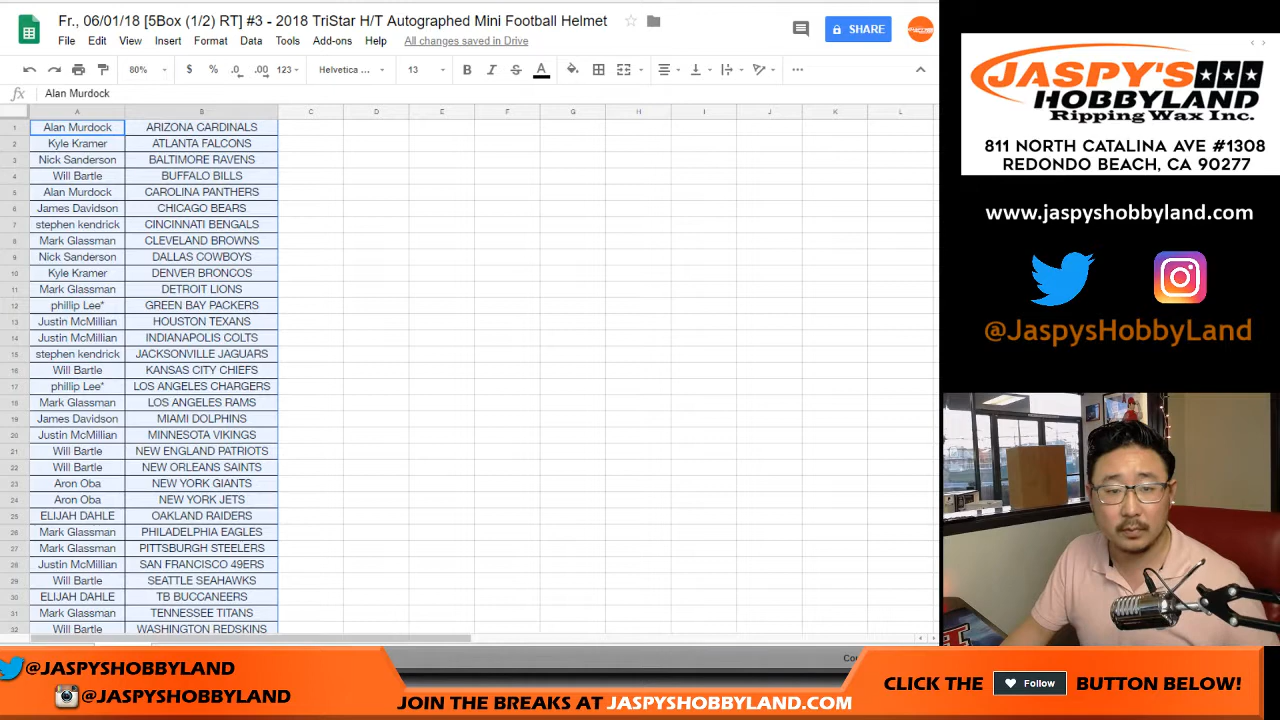 Fr., 06/01/18 [5Box (1/2) RT] #3 - 2018 TriStar H/T Autographed Mini Football Helmet
File Edit View Insert Format Data Tools Add-ons Help All changes saved in Drive
SHARE
80% $ % .0 .00 123 Helvetica ... 13 B I S A
fx Alan Murdock
A B C D E F G H I J K L
1 Alan Murdock ARIZONA CARDINALS
2 Kyle Kramer ATLANTA FALCONS
3 Nick Sanderson BALTIMORE RAVENS
4 Will Bartle BUFFALO BILLS
5 Alan Murdock CAROLINA PANTHERS
6 James Davidson CHICAGO BEARS
7 stephen kendrick CINCINNATI BENGALS
8 Mark Glassman CLEVELAND BROWNS
9 Nick Sanderson DALLAS COWBOYS
10 Kyle Kramer DENVER BRONCOS
11 Mark Glassman DETROIT LIONS
12 phillip Lee* GREEN BAY PACKERS
13 Justin McMillian HOUSTON TEXANS
14 Justin McMillian INDIANAPOLIS COLTS
15 stephen kendrick JACKSONVILLE JAGUARS
16 Will Bartle KANSAS CITY CHIEFS
17 phillip Lee* LOS ANGELES CHARGERS
18 Mark Glassman LOS ANGELES RAMS
19 James Davidson MIAMI DOLPHINS
20 Justin McMillian MINNESOTA VIKINGS
21 Will Bartle NEW ENGLAND PATRIOTS
22 Will Bartle NEW ORLEANS SAINTS
23 Aron Oba NEW YORK GIANTS
24 Aron Oba NEW YORK JETS
25 ELIJAH DAHLE OAKLAND RAIDERS
26 Mark Glassman PHILADELPHIA EAGLES
27 Mark Glassman PITTSBURGH STEELERS
28 Justin McMillian SAN FRANCISCO 49ERS
29 Will Bartle SEATTLE SEAHAWKS
30 ELIJAH DAHLE TB BUCCANEERS
31 Mark Glassman TENNESSEE TITANS
32 Will Bartle WASHINGTON REDSKINS
JASPY'S
HOBBYLAND
Ripping Wax Inc.
811 NORTH CATALINA AVE #1308
REDONDO BEACH, CA 90277
www.jaspyshobbyland.com
@JaspysHobbyLand
@JASPYSHOBBYLAND
@JASPYSHOBBYLAND
JOIN THE BREAKS AT JASPYSHOBBYLAND.COM
CLICK THE Follow BUTTON BELOW!